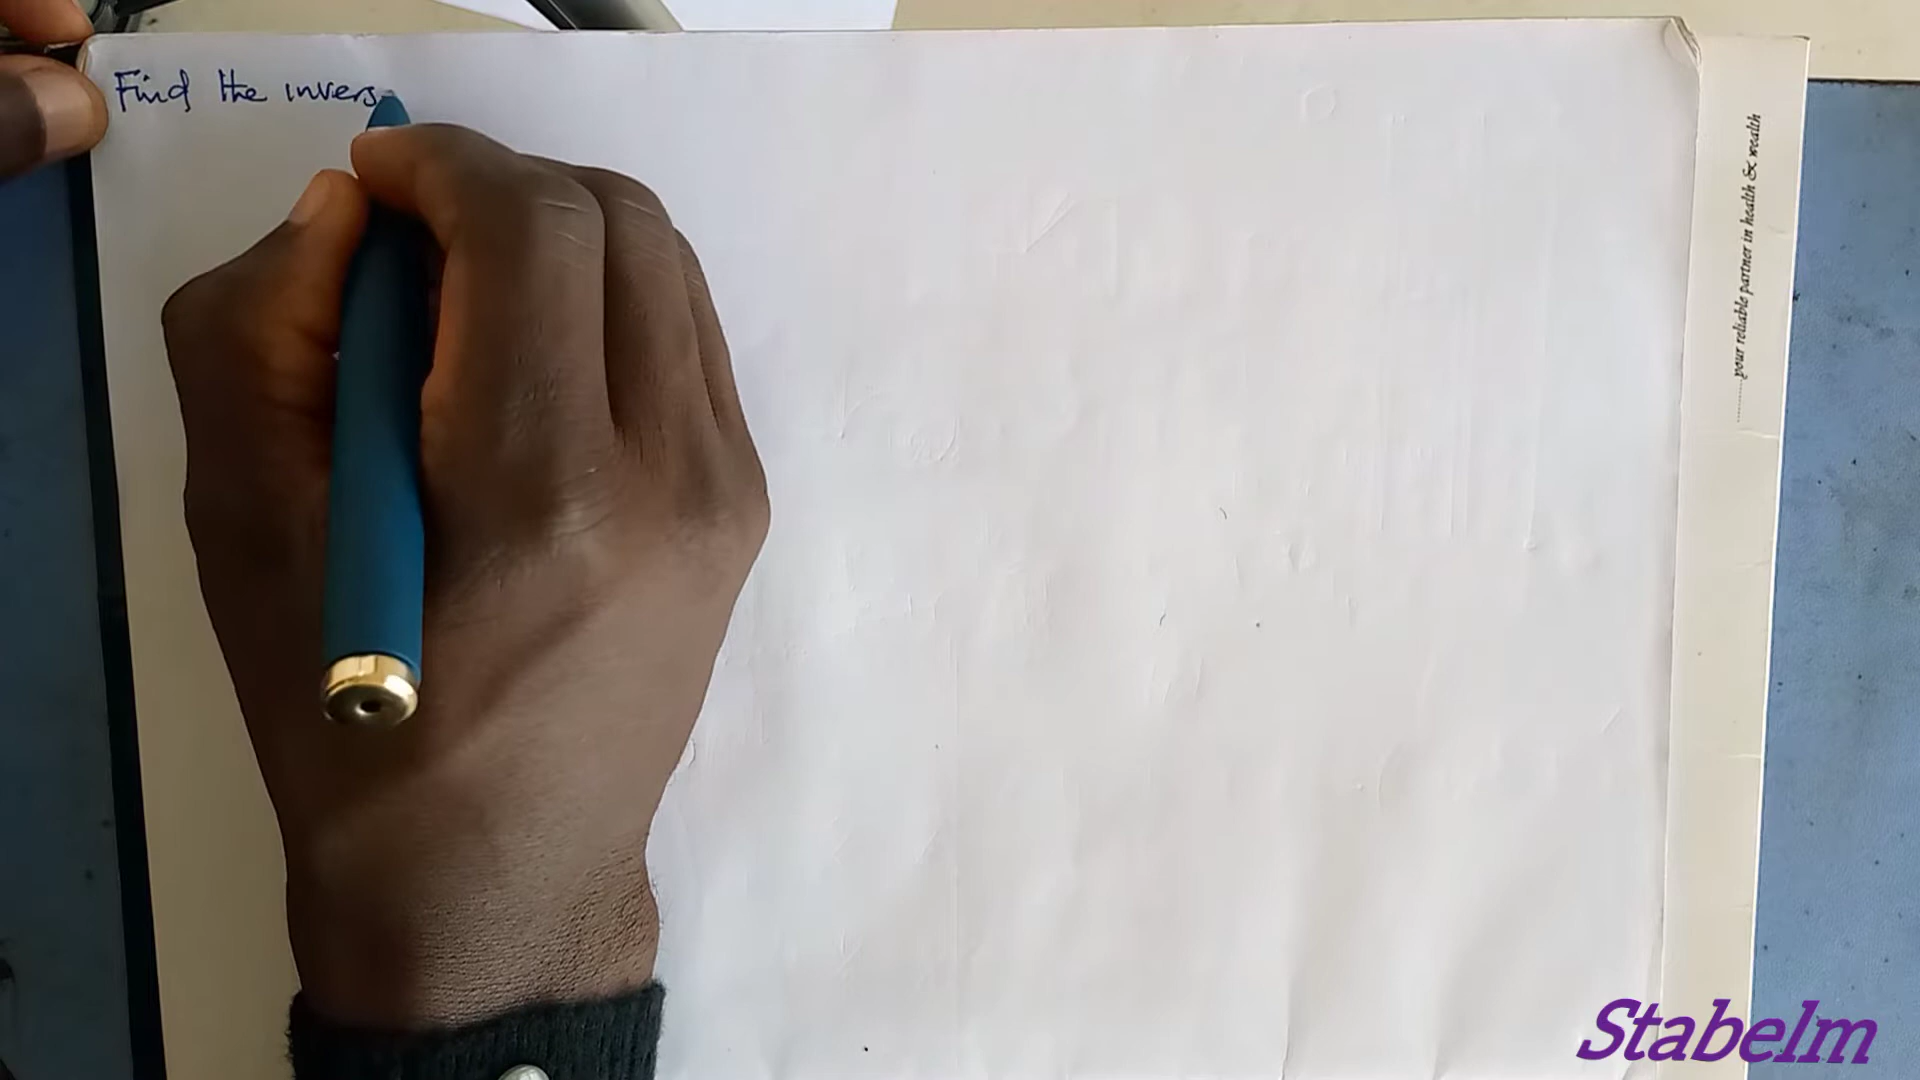 Find the invers
..........your reliable partner in health & wealth
Stabelm